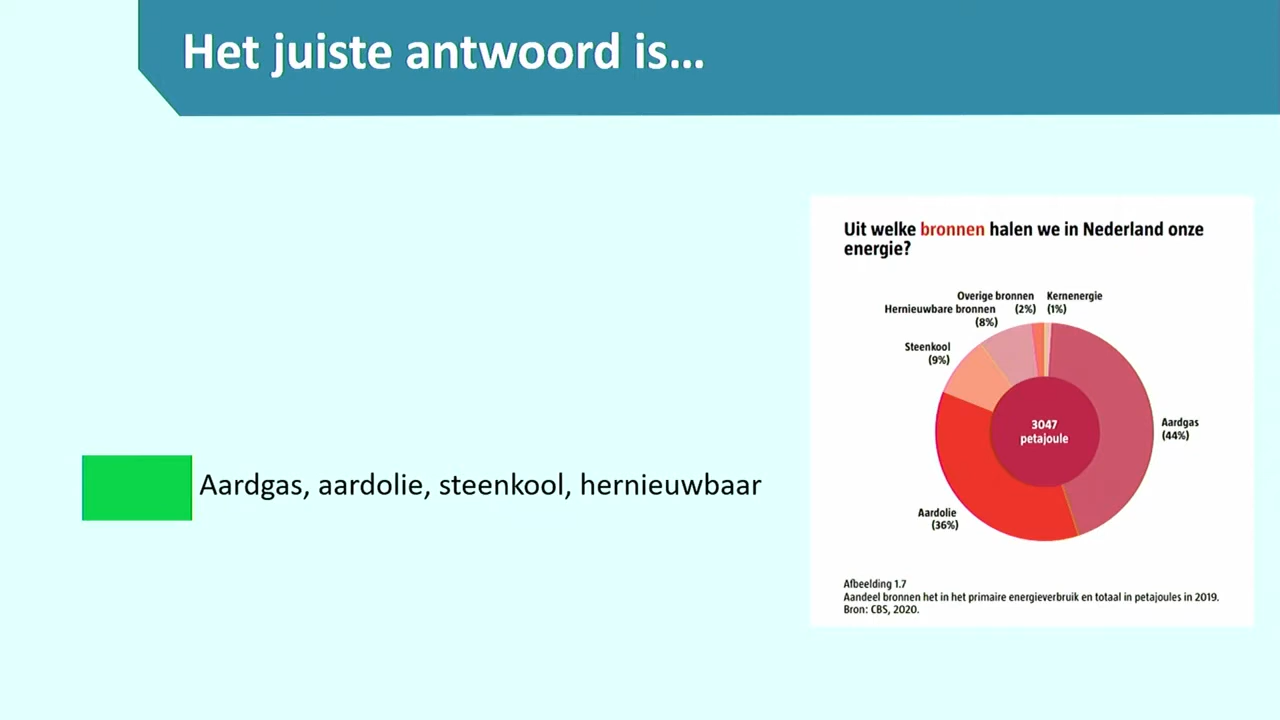 Het juiste antwoord is...
Aardgas, aardolie, steenkool, hernieuwbaar
Uit welke bronnen halen we in Nederland onze
energie?
Overige bronnen
(2%)
Kernenergie
(1%)
Hernieuwbare bronnen
(8%)
Steenkool
(9%)
3047
petajoule
Aardgas
(44%)
Aardolie
(36%)
Afbeelding 1.7
Aandeel bronnen het in het primaire energieverbruik en totaal in petajoules in 2019.
Bron: CBS, 2020.